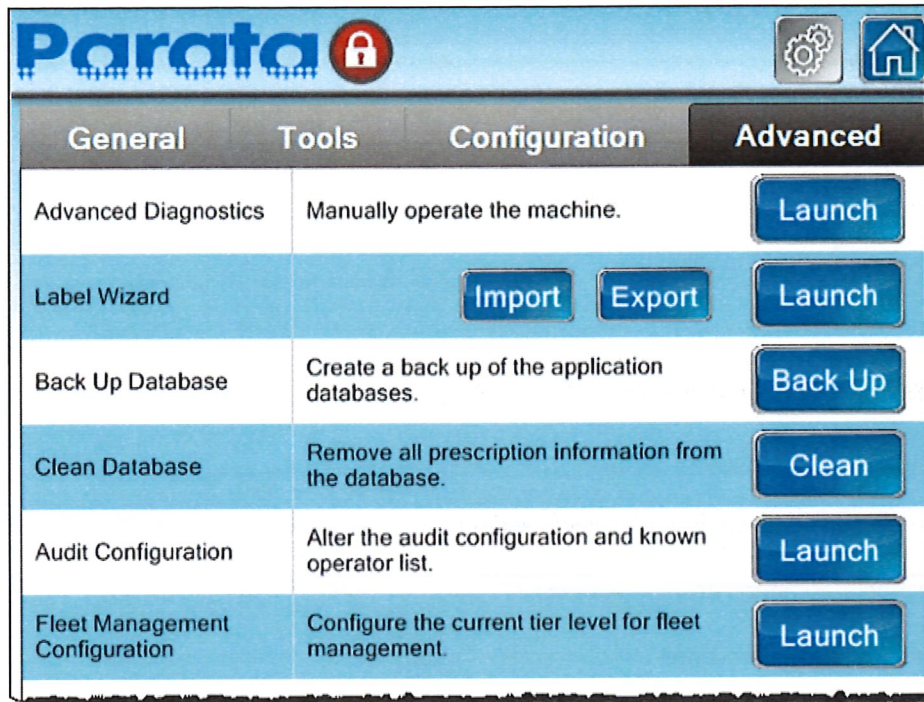 Parata
General Tools Configuration Advanced
Advanced Diagnostics Manually operate the machine. Launch
Label Wizard Import Export Launch
Back Up Database Create a back up of the application
databases. Back Up
Clean Database Remove all prescription information from
the database. Clean
Audit Configuration Alter the audit configuration and known
operator list. Launch
Fleet Management
Configuration Configure the current tier level for fleet
management. Launch